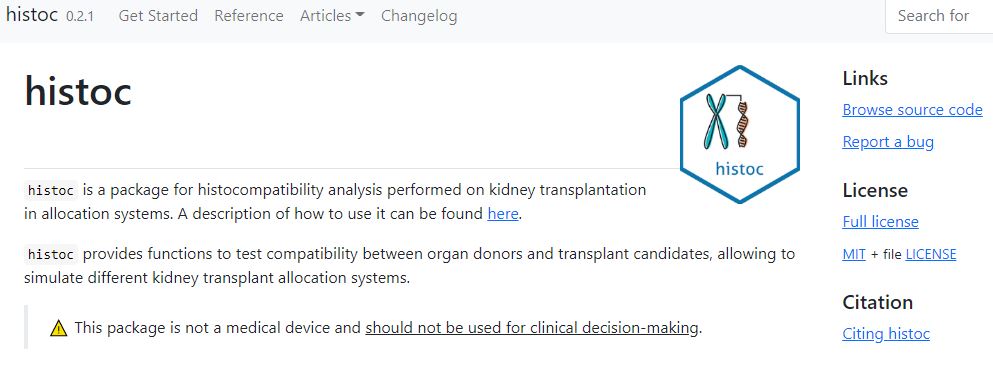 histoc 0.2.1 Get Started Reference Articles Changelog Search for
histoc
histoc
histoc is a package for histocompatibility analysis performed on kidney transplantation
in allocation systems. A description of how to use it can be found here.
histoc provides functions to test compatibility between organ donors and transplant candidates, allowing to
simulate different kidney transplant allocation systems.
This package is not a medical device and should not be used for clinical decision-making.
Links
Browse source code
Report a bug
License
Full license
MIT + file LICENSE
Citation
Citing histoc